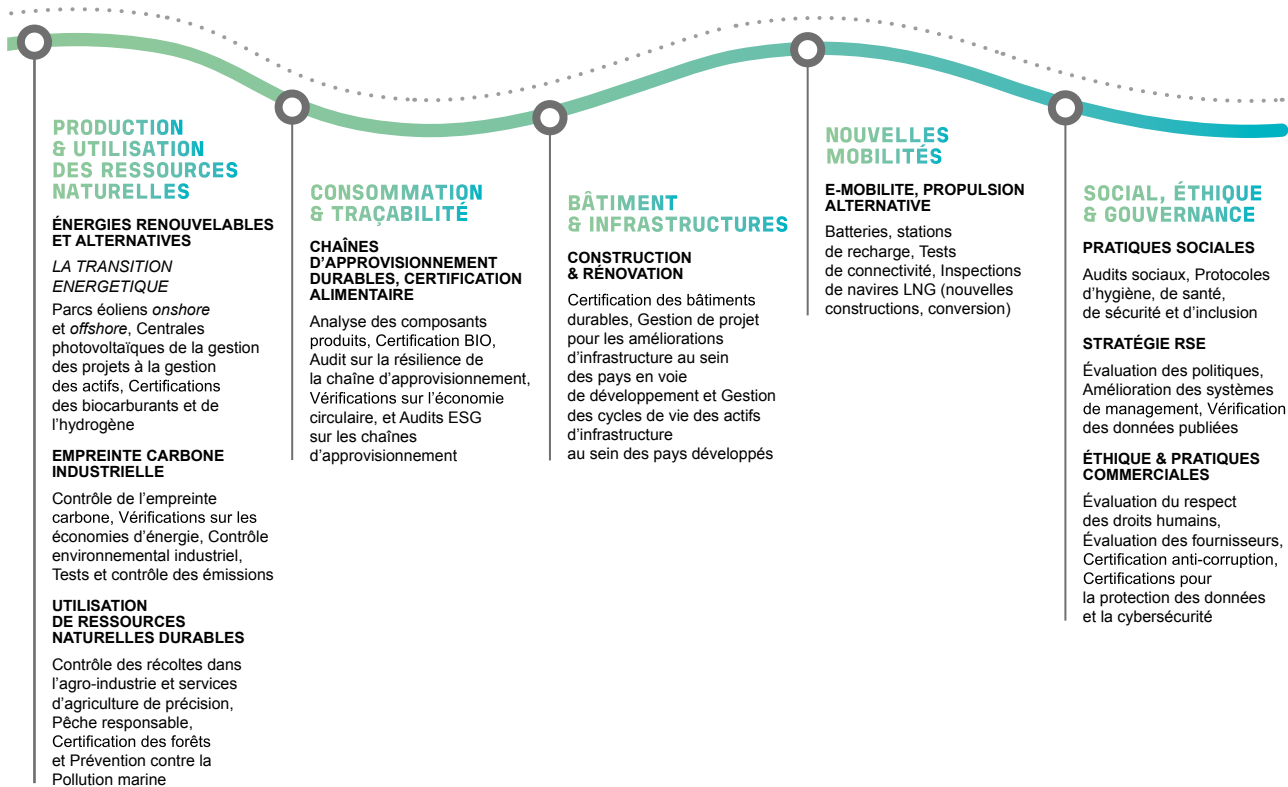 PRODUCTION
& UTILISATION
DES RESSOURCES
NATURELLES
ÉNERGIES RENOUVELABLES
ET ALTERNATIVES
LA TRANSITION
ENERGETIQUE
Parcs éoliens onshore
et offshore, Centrales
photovoltaïques de la gestion
des projets à la gestion
des actifs, Certifications
des biocarburants et de
l’hydrogène
EMPREINTE CARBONE
INDUSTRIELLE
Contrôle de l’empreinte
carbone, Vérifications sur les
économies d’énergie, Contrôle
environnemental industriel,
Tests et contrôle des émissions
UTILISATION
DE RESSOURCES
NATURELLES DURABLES
Contrôle des récoltes dans
l’agro-industrie et services
d’agriculture de précision,
Pêche responsable,
Certification des forêts
et Prévention contre la
Pollution marine
CONSOMMATION
& TRAÇABILITÉ
CHAÎNES
D’APPROVISIONNEMENT
DURABLES, CERTIFICATION
ALIMENTAIRE
Analyse des composants
produits, Certification BIO,
Audit sur la résilience de
la chaîne d’approvisionnement,
Vérifications sur l’économie
circulaire, et Audits ESG
sur les chaînes
d’approvisionnement
BÂTIMENT
& INFRASTRUCTURES
CONSTRUCTION
& RÉNOVATION
Certification des bâtiments
durables, Gestion de projet
pour les améliorations
d’infrastructure au sein
des pays en voie
de développement et Gestion
des cycles de vie des actifs
d’infrastructure
au sein des pays développés
NOUVELLES
MOBILITÉS
E-MOBILITE, PROPULSION
ALTERNATIVE
Batteries, stations
de recharge, Tests
de connectivité, Inspections
de navires LNG (nouvelles
constructions, conversion)
SOCIAL, ÉTHIQUE
& GOUVERNANCE
PRATIQUES SOCIALES
Audits sociaux, Protocoles
d’hygiène, de santé,
de sécurité et d’inclusion
STRATÉGIE RSE
Évaluation des politiques,
Amélioration des systèmes
de management, Vérification
des données publiées
ÉTHIQUE & PRATIQUES
COMMERCIALES
Évaluation du respect
des droits humains,
Évaluation des fournisseurs,
Certification anti-corruption,
Certifications pour
la protection des données
et la cybersécurité